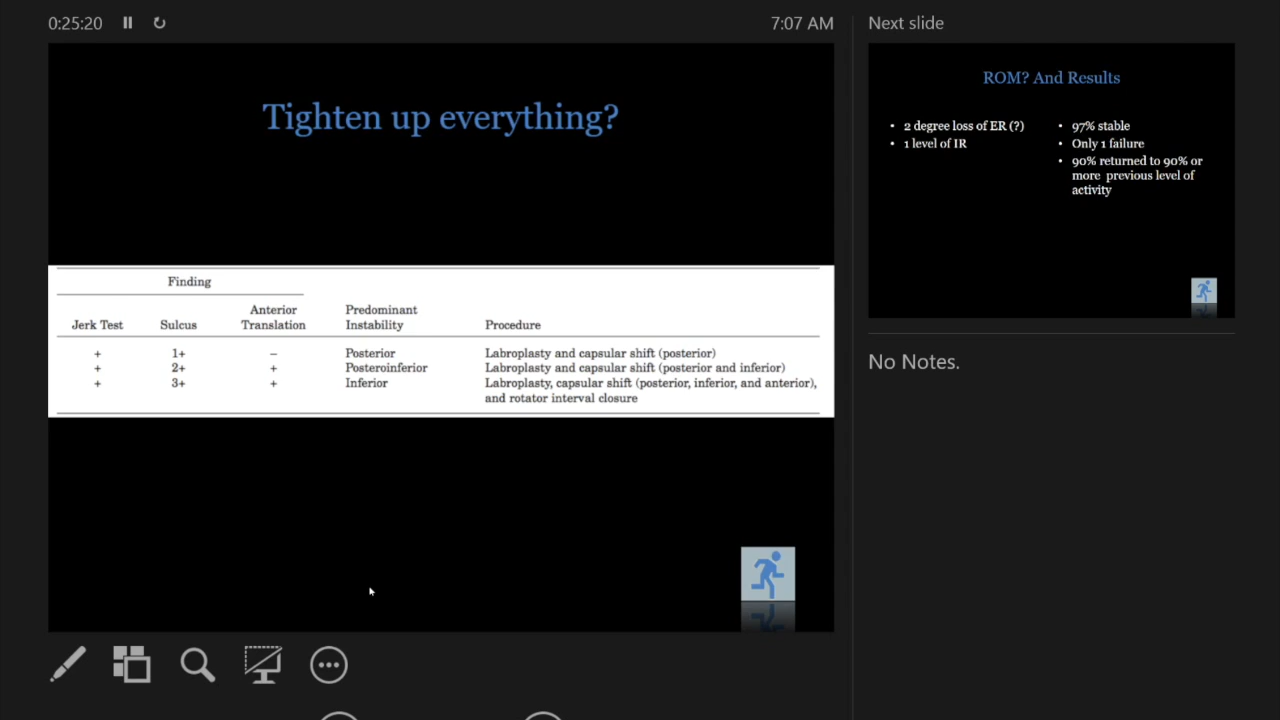 0:25:20
7:07 AM
Next slide
Tighten up everything?
Finding
Jerk Test Sulcus Anterior Translation Predominant Instability Procedure
+ 1+ – Posterior Labroplasty and capsular shift (posterior)
+ 2+ + Posteroinferior Labroplasty and capsular shift (posterior and inferior)
+ 3+ + Inferior Labroplasty, capsular shift (posterior, inferior, and anterior),
and rotator interval closure
ROM? And Results
• 2 degree loss of ER (?)
• 1 level of IR
• 97% stable
• Only 1 failure
• 90% returned to 90% or
more previous level of
activity
No Notes.